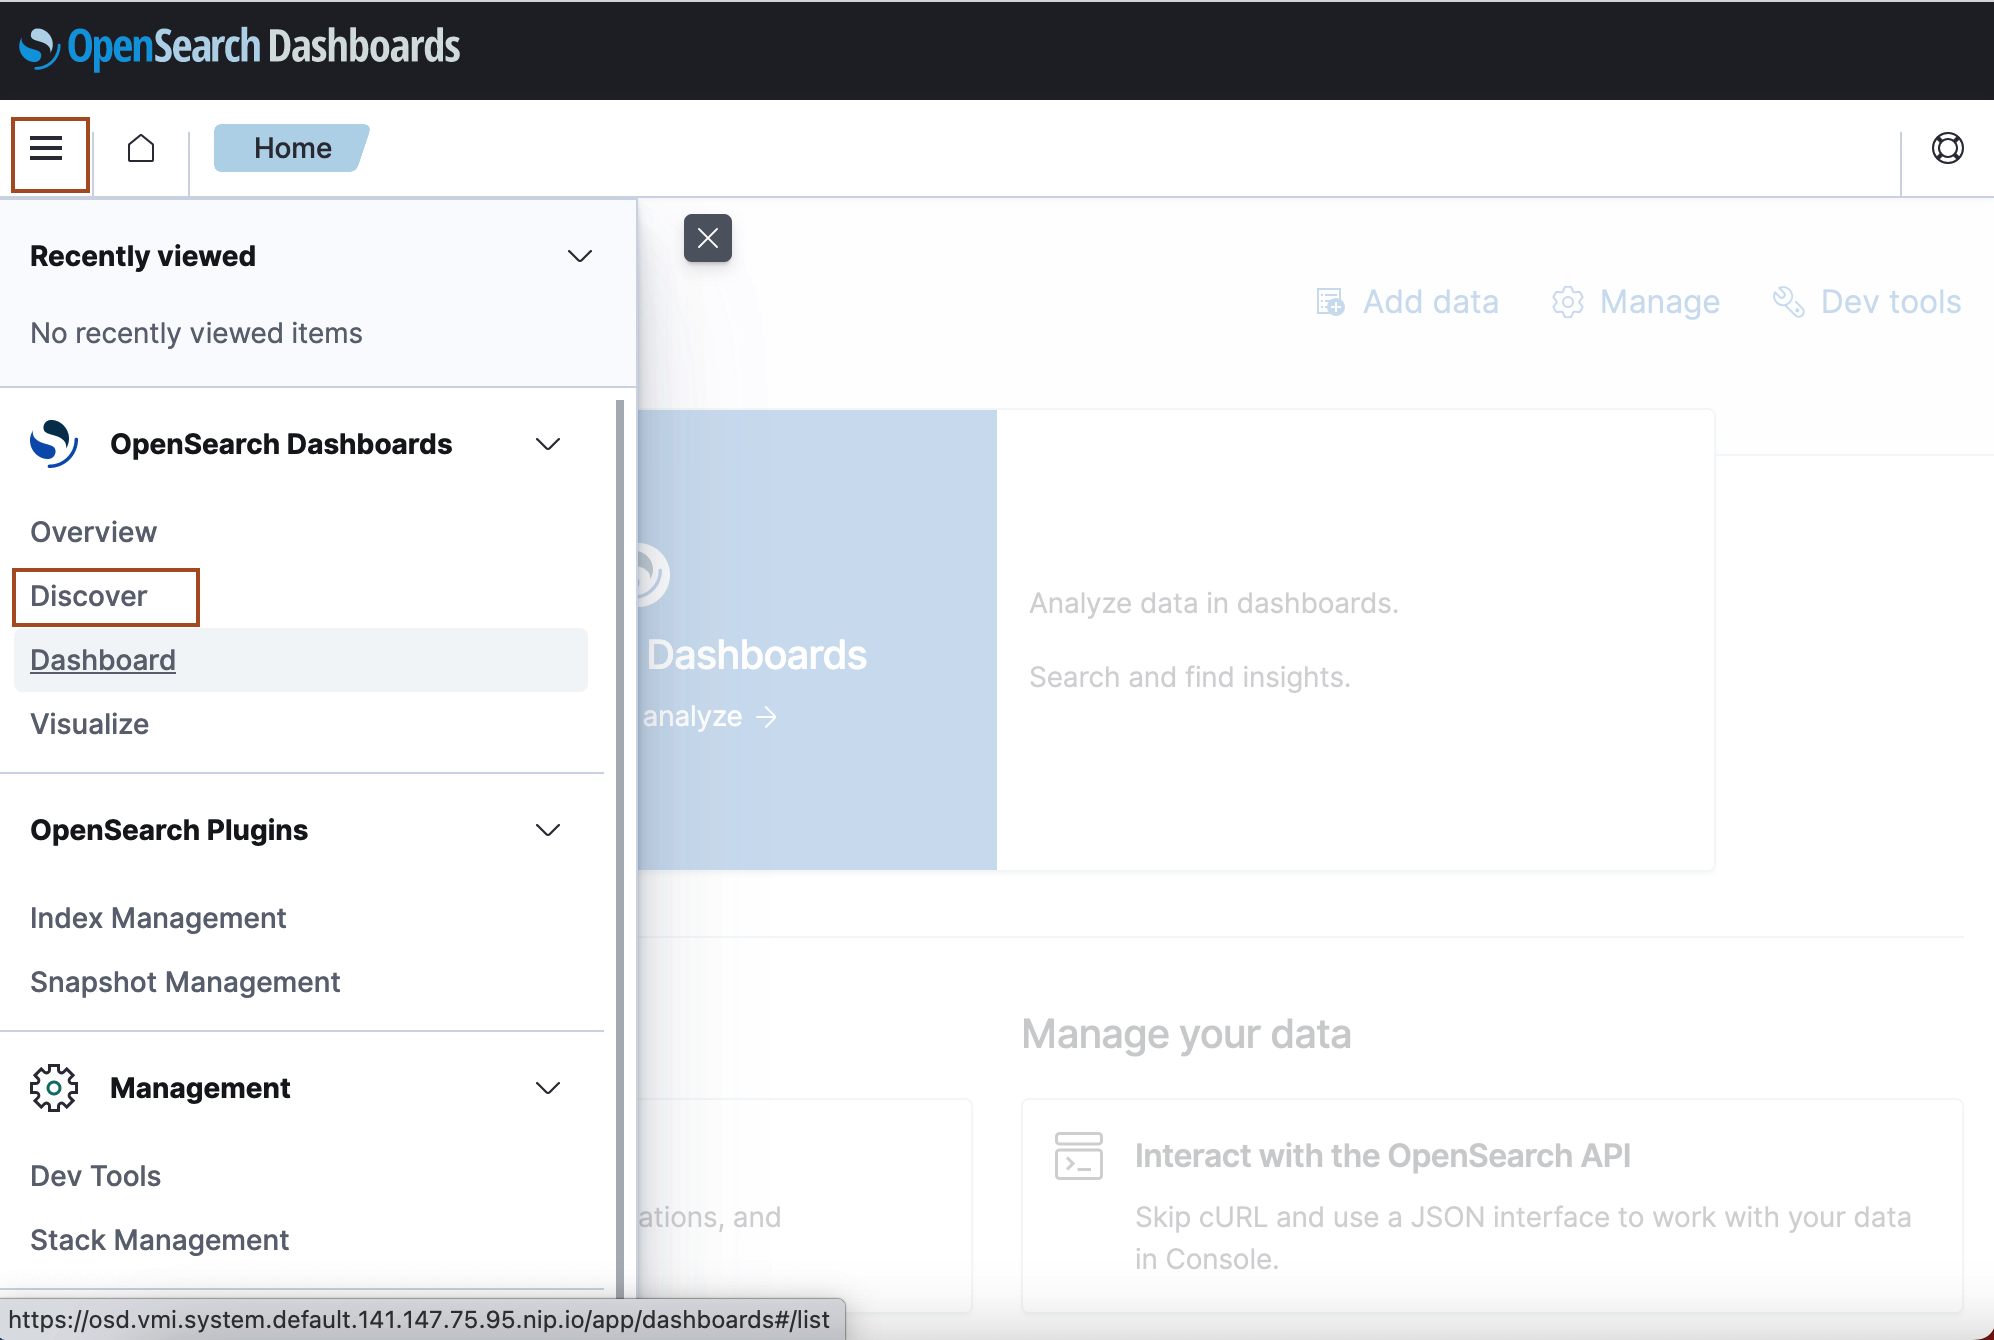 OpenSearch Dashboards
Home
Recently viewed
No recently viewed items
Add data
Manage
Dev tools
OpenSearch Dashboards
Overview
Discover
Dashboard
Visualize
Dashboards
analyze →
Analyze data in dashboards.
Search and find insights.
OpenSearch Plugins
Index Management
Snapshot Management
Management
Dev Tools
Stack Management
ations, and
Manage your data
Interact with the OpenSearch API
Skip cURL and use a JSON interface to work with your data
in Console.
https://osd.vmi.system.default.141.147.75.95.nip.io/app/dashboards#/list